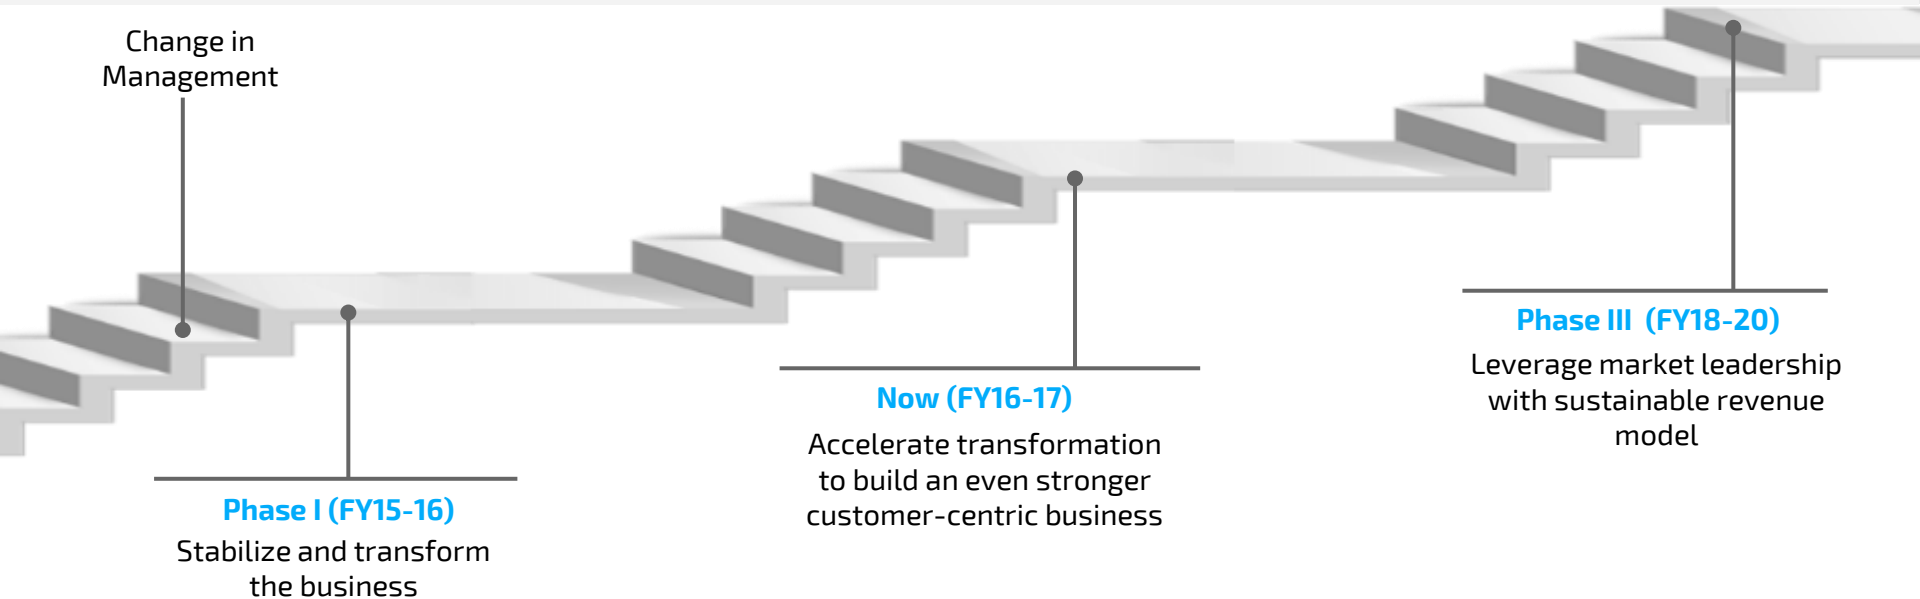 Change in
Management
Phase I (FY15-16)
Stabilize and transform
the business
Now (FY16-17)
Accelerate transformation
to build an even stronger
customer-centric business
Phase III (FY18-20)
Leverage market leadership
with sustainable revenue
model